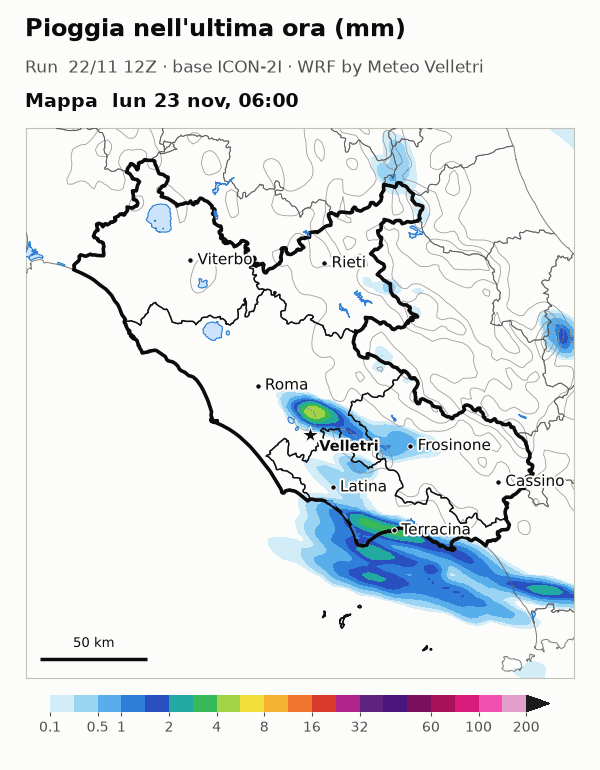 Pioggia nell'ultima ora (mm)
Run 22/11 12Z · base ICON-2I · WRF by Meteo Velletri
Mappa lun 23 nov, 06:00
Viterbo
Rieti
Roma
Velletri
Frosinone
Latina
Cassino
Terracina
50 km
0.1 0.5 1 2 4 8 16 32 60 100 200